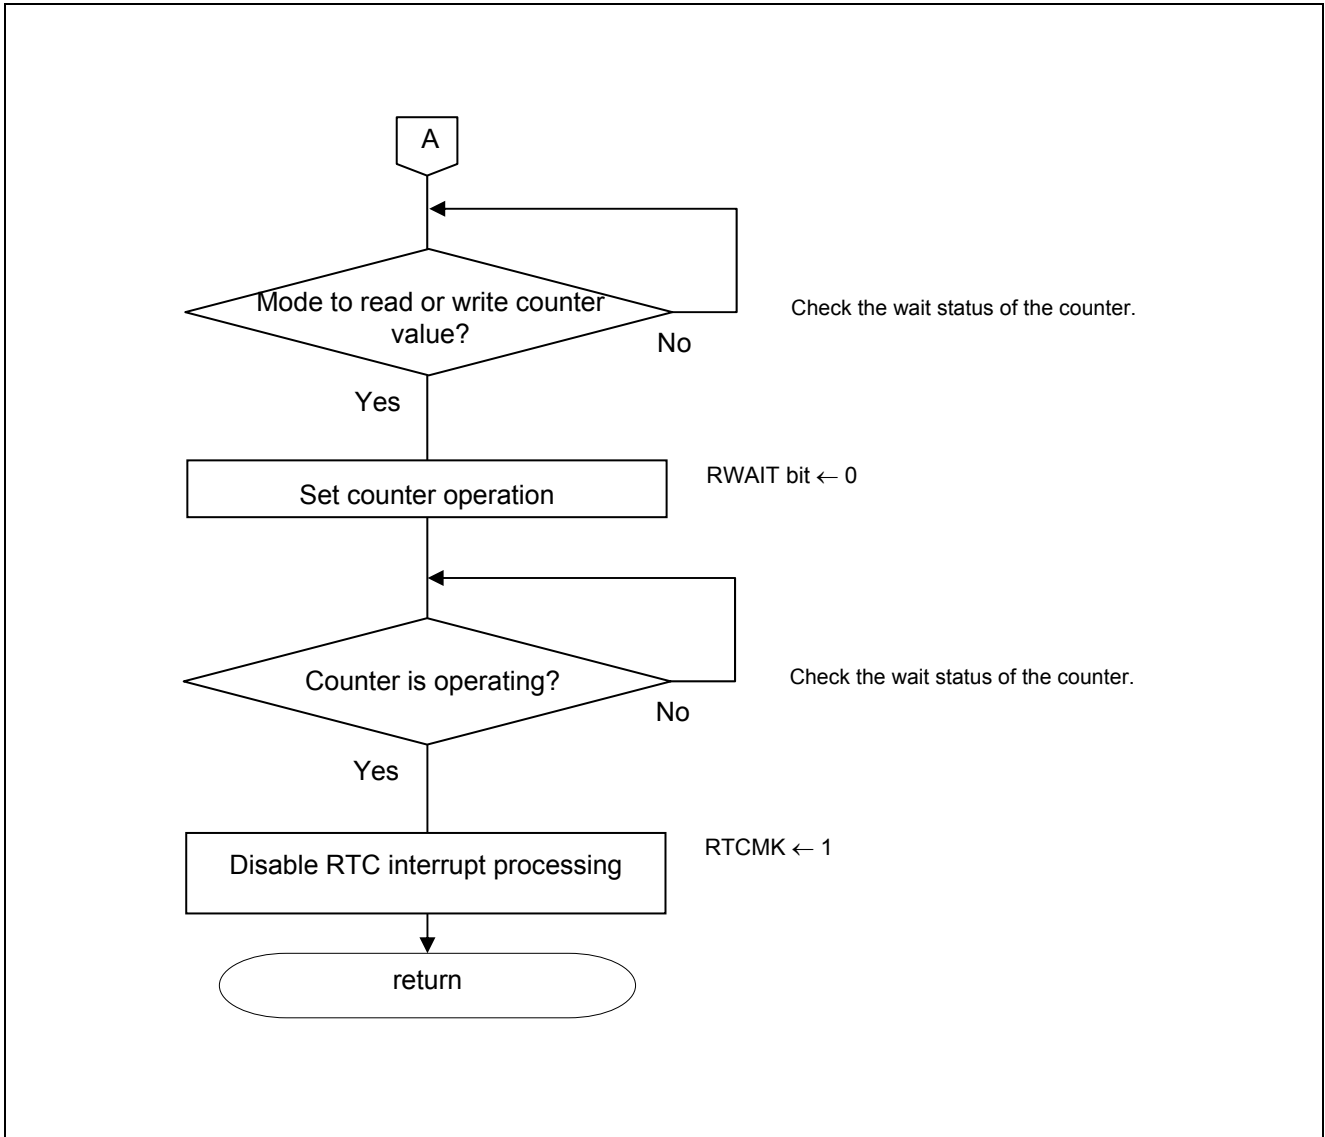 A
Mode to read or write counter
value?
Check the wait status of the counter.
No
Yes
Set counter operation
RWAIT bit ← 0
Counter is operating?
Check the wait status of the counter.
No
Yes
Disable RTC interrupt processing
RTCMK ← 1
return